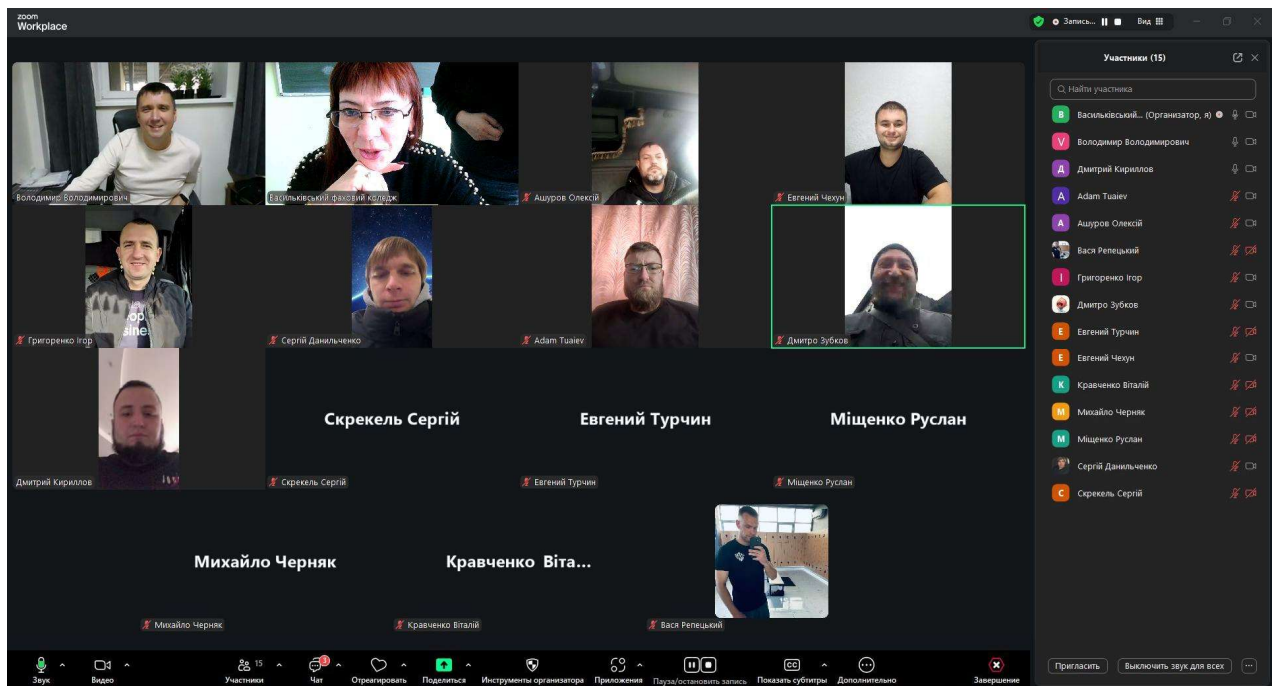 zoom
Workplace
Запись...
Вид
Володимир Володимирович
Васильківський фаховий коледж
Ашуров Олексій
Евгений Чехун
Григоренко Ігор
Сергій Данильченко
Adam Tuaiev
Дмитро Зубков
Дмитрий Кириллов
Скрекель Сергій
Скрекель Сергій
Евгений Турчин
Евгений Турчин
Міщенко Руслан
Міщенко Руслан
Михайло Черняк
Михайло Черняк
Кравченко Віта...
Кравченко Віталій
Вася Репецький
Участники (15)
Найти участника
В Васильківський... (Организатор, я)
V Володимир Володимирович
Д Дмитрий Кириллов
A Adam Tuaiev
А Ашуров Олексій
Вася Репецький
І Григоренко Ігор
Дмитро Зубков
Е Евгений Турчин
Е Евгений Чехун
К Кравченко Віталій
М Михайло Черняк
М Міщенко Руслан
Сергій Данильченко
С Скрекель Сергій
Пригласить
Выключить звук для всех
Звук
Видео
15
Участники
3
Чат
Отреагировать
Поделиться
Инструменты организатора
Приложения
Пауза/остановить запись
CC
Показать субтитры
Дополнительно
Завершение